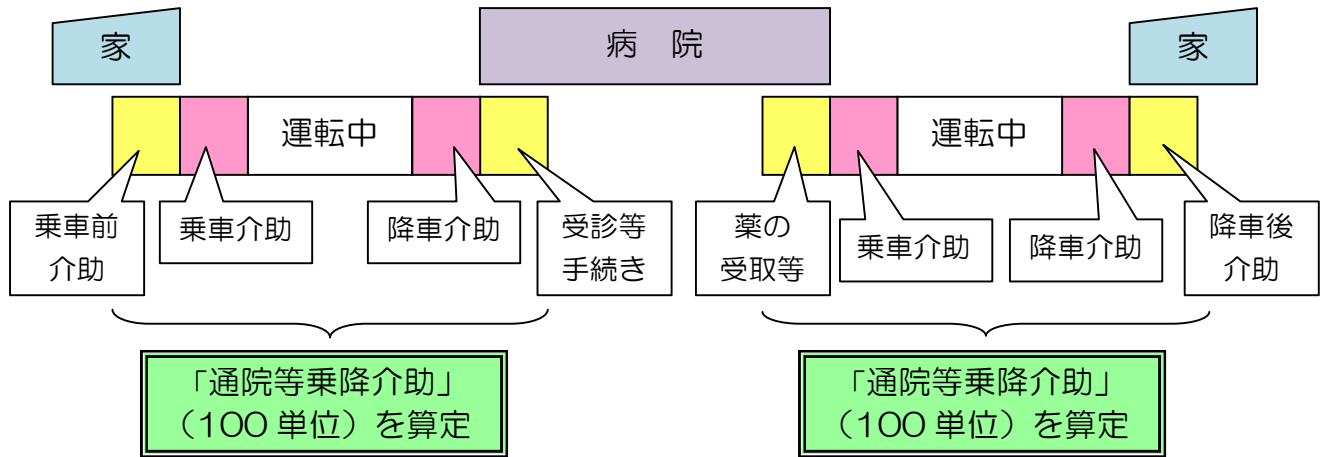 家
病　院
家
運転中
運転中
乗車前
介助
乗車介助
降車介助
受診等
手続き
薬の
受取等
乗車介助
降車介助
降車後
介助
「通院等乗降介助」
（100 単位）を算定
「通院等乗降介助」
（100 単位）を算定